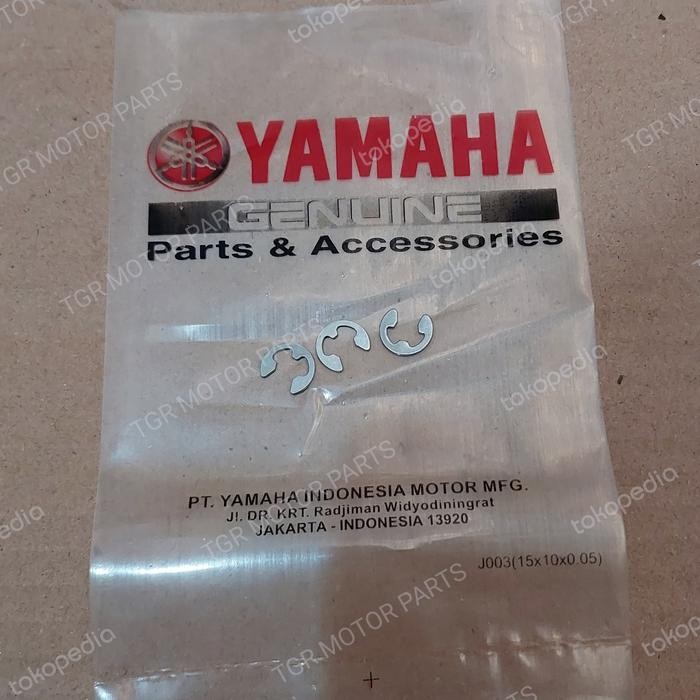 YAMAHA
GENUINE
Parts & Accessories
PT. YAMAHA INDONESIA MOTOR MFG.
Jl. DR. KRT. Radjiman Widyodiningrat
JAKARTA - INDONESIA 13920
J003(15x10x0.05)
TGR MOTOR PARTS
tokopedia